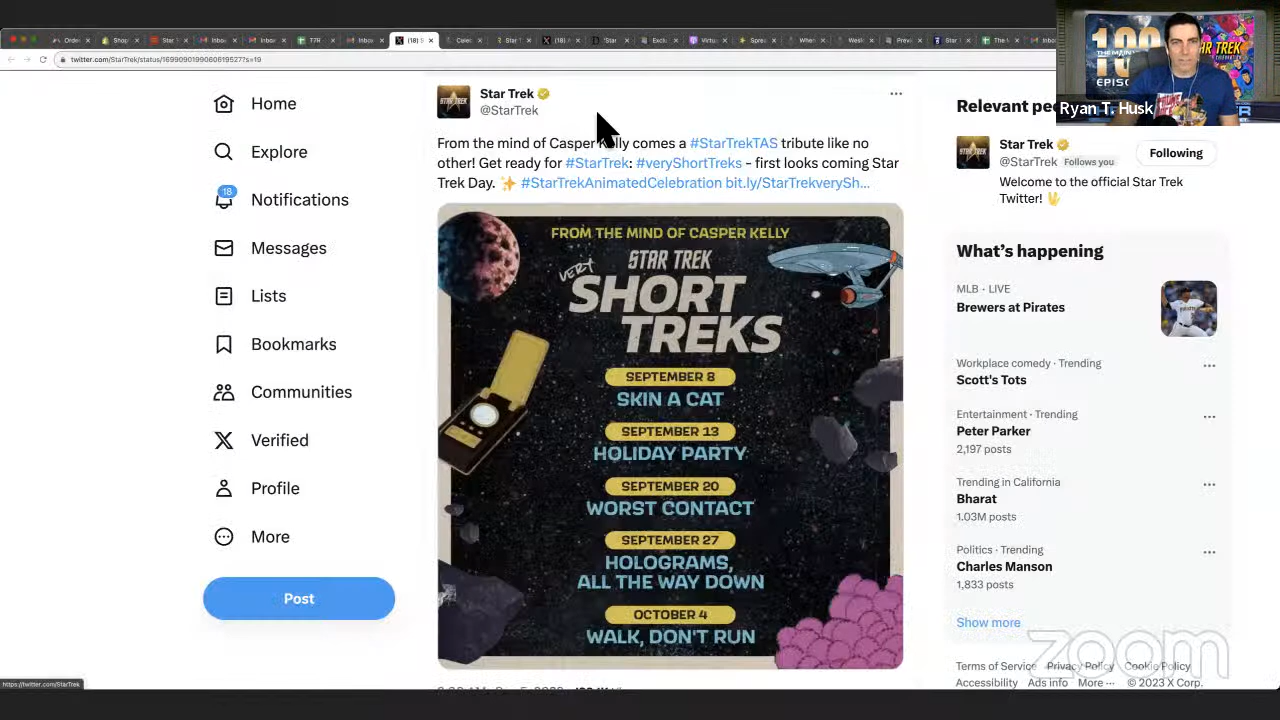 twitter.com/StarTrek/status/1699090199060619527?s=19
Home
Explore
18
Notifications
Messages
Lists
Bookmarks
Communities
Verified
Profile
More
Post
Star Trek
@StarTrek
From the mind of Casper Kelly comes a #StarTrekTAS tribute like no
other! Get ready for #StarTrek: #veryShortTreks - first looks coming Star
Trek Day. ✨ #StarTrekAnimatedCelebration bit.ly/StarTrekverySh...
FROM THE MIND OF CASPER KELLY
STAR TREK
VERY
SHORT
TREKS
SEPTEMBER 8
SKIN A CAT
SEPTEMBER 13
HOLIDAY PARTY
SEPTEMBER 20
WORST CONTACT
SEPTEMBER 27
HOLOGRAMS,
ALL THE WAY DOWN
OCTOBER 4
WALK, DON'T RUN
Ryan T. Husk
Star Trek
@StarTrek Follows you
Following
Welcome to the official Star Trek
Twitter! 🖖
What's happening
MLB · LIVE
Brewers at Pirates
Workplace comedy · Trending
Scott's Tots
Entertainment · Trending
Peter Parker
2,197 posts
Trending in California
Bharat
1.03M posts
Politics · Trending
Charles Manson
1,833 posts
Show more
Terms of Service Privacy Policy Cookie Policy
Accessibility Ads info More ··· © 2023 X Corp.
zoom
https://twitter.com/StarTrek